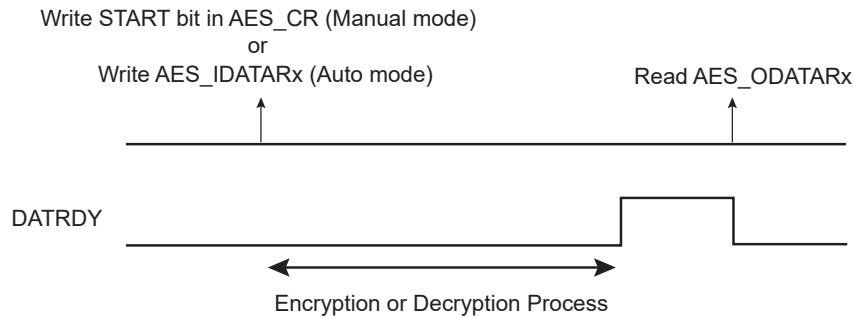 Write START bit in AES_CR (Manual mode)
or
Write AES_IDATARx (Auto mode)
Read AES_ODATARx
DATRDY
Encryption or Decryption Process